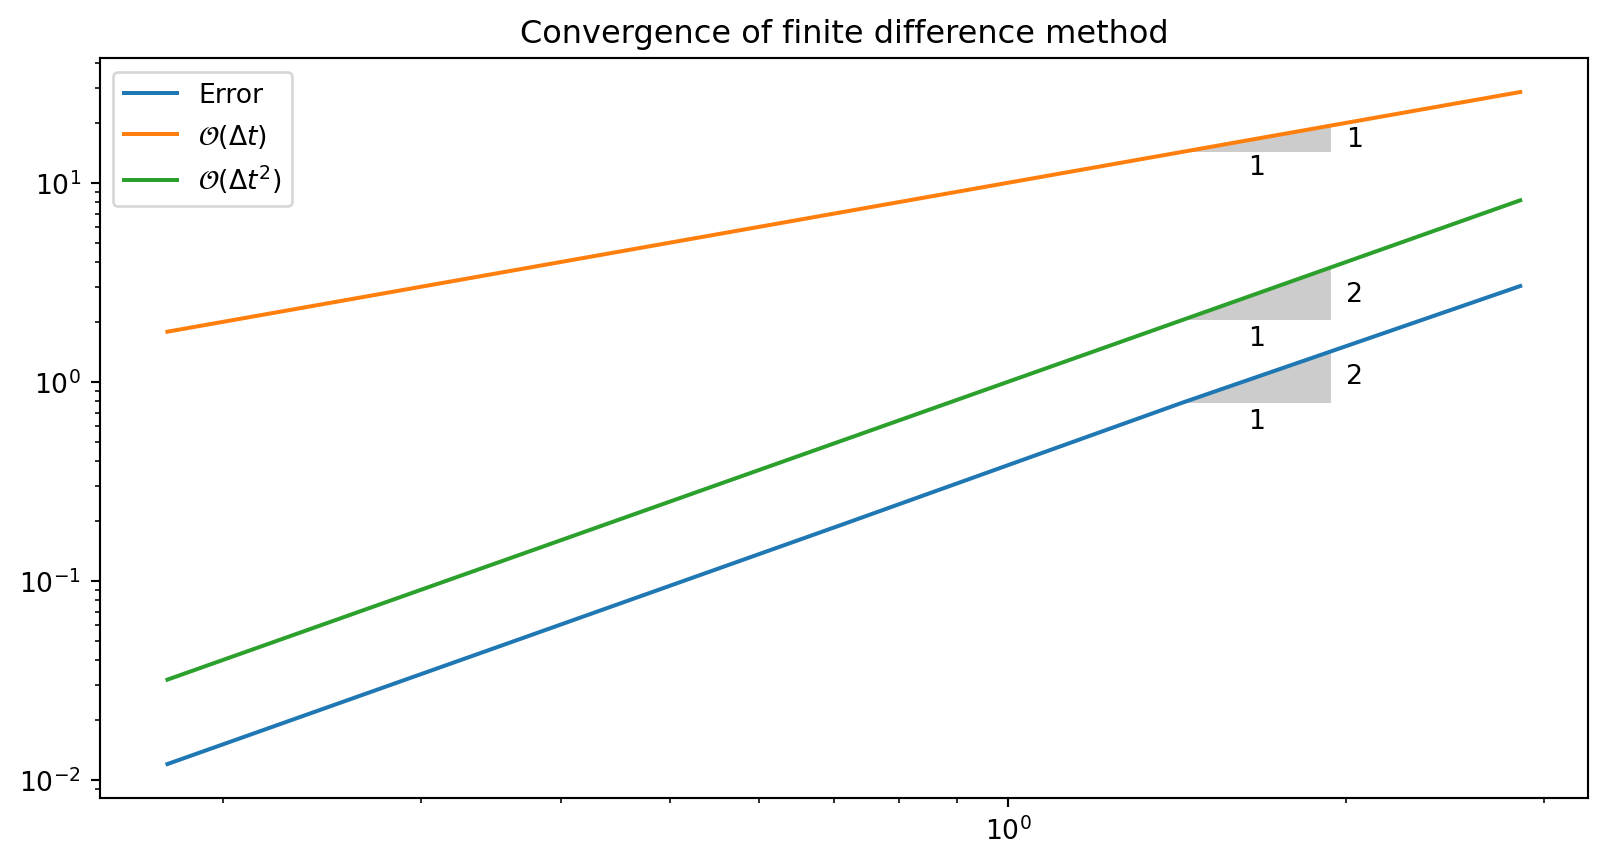 Convergence of finite difference method
Error
𝒪(Δt)
𝒪(Δt²)
10¹
10⁰
10⁻¹
10⁻²
1
1
2
1
2
1
10⁰